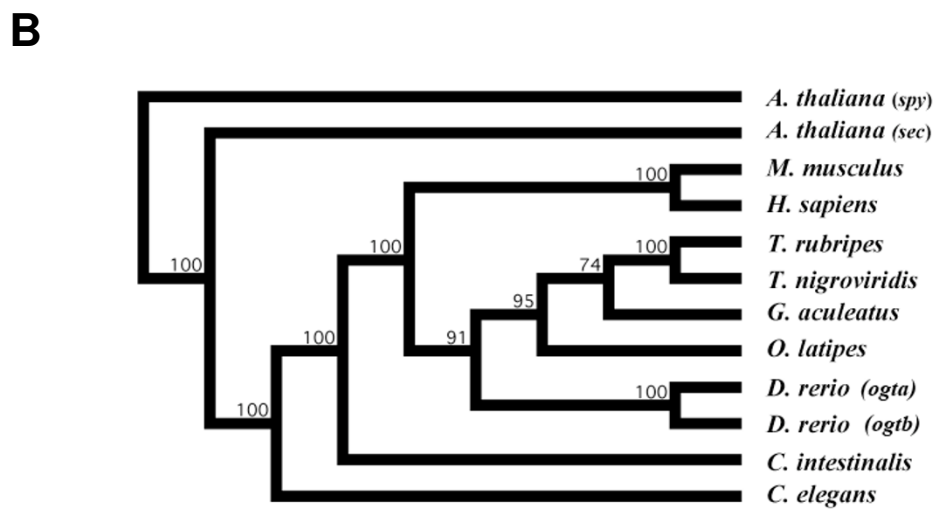 B
A. thaliana (spy)
A. thaliana (sec)
M. musculus
100
H. sapiens
T. rubripes
100
100
T. nigroviridis
74
100
G. aculeatus
95
O. latipes
91
100
D. rerio (ogta)
100
D. rerio (ogtb)
100
C. intestinalis
C. elegans